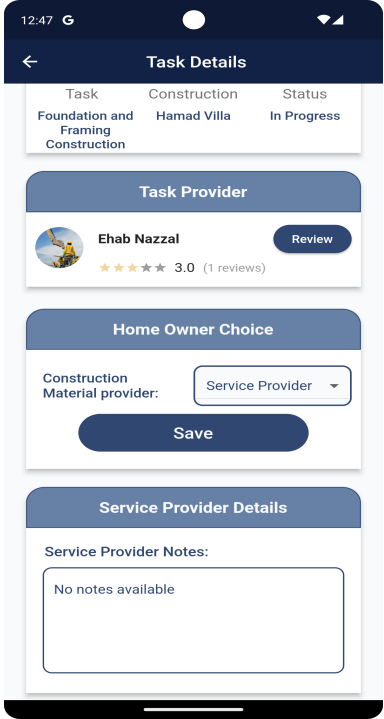 12:47 G
Task Details
Task Construction Status
Foundation and Framing Construction Hamad Villa In Progress
Task Provider
Ehab Nazzal
Review
3.0 (1 reviews)
Home Owner Choice
Construction
Material provider:
Service Provider
Save
Service Provider Details
Service Provider Notes:
No notes available